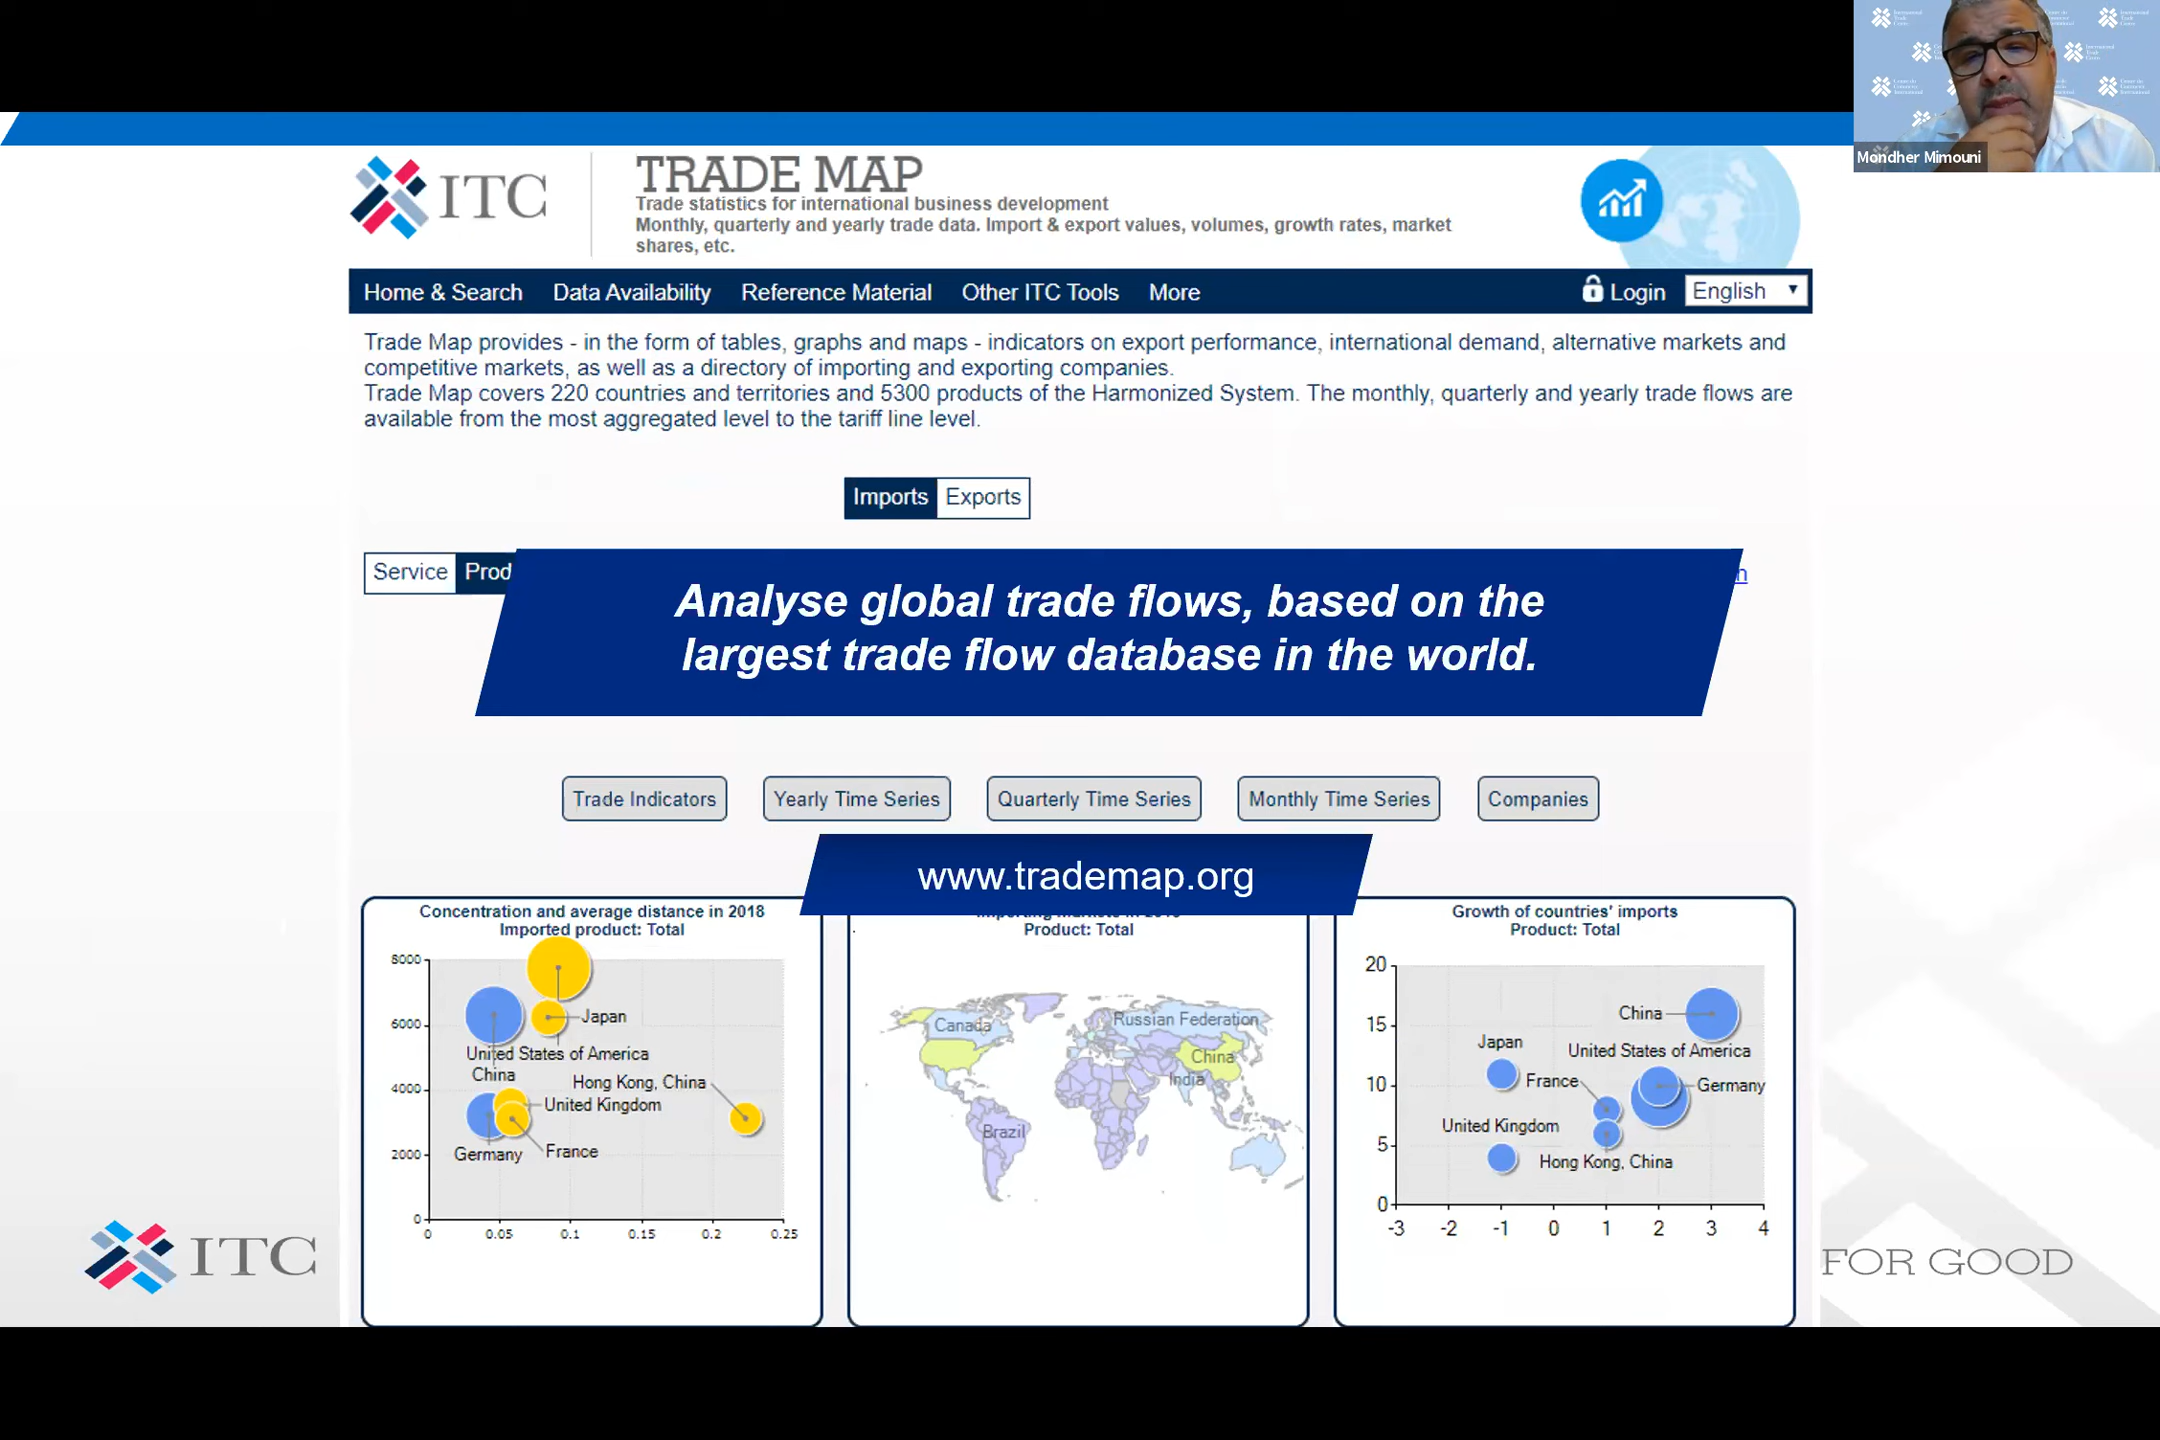 Mondher Mimouni
ITC
TRADE MAP
Trade statistics for international business development
Monthly, quarterly and yearly trade data. Import & export values, volumes, growth rates, market
shares, etc.
Home & Search Data Availability Reference Material Other ITC Tools More Login English
Trade Map provides - in the form of tables, graphs and maps - indicators on export performance, international demand, alternative markets and
competitive markets, as well as a directory of importing and exporting companies.
Trade Map covers 220 countries and territories and 5300 products of the Harmonized System. The monthly, quarterly and yearly trade flows are
available from the most aggregated level to the tariff line level.
Imports Exports
Service Prod
Analyse global trade flows, based on the
largest trade flow database in the world.
Trade Indicators Yearly Time Series Quarterly Time Series Monthly Time Series Companies
www.trademap.org
Concentration and average distance in 2018
Imported product: Total
8000
6000
4000
2000
0
0 0.05 0.1 0.15 0.2 0.25
Japan
United States of America
China
Hong Kong, China
United Kingdom
France
Germany
Product: Total
Canada
Russian Federation
China
India
Brazil
Growth of countries' imports
Product: Total
20
15
10
5
0
-3 -2 -1 0 1 2 3 4
China
Japan
United States of America
France
Germany
United Kingdom
Hong Kong, China
ITC
FOR GOOD